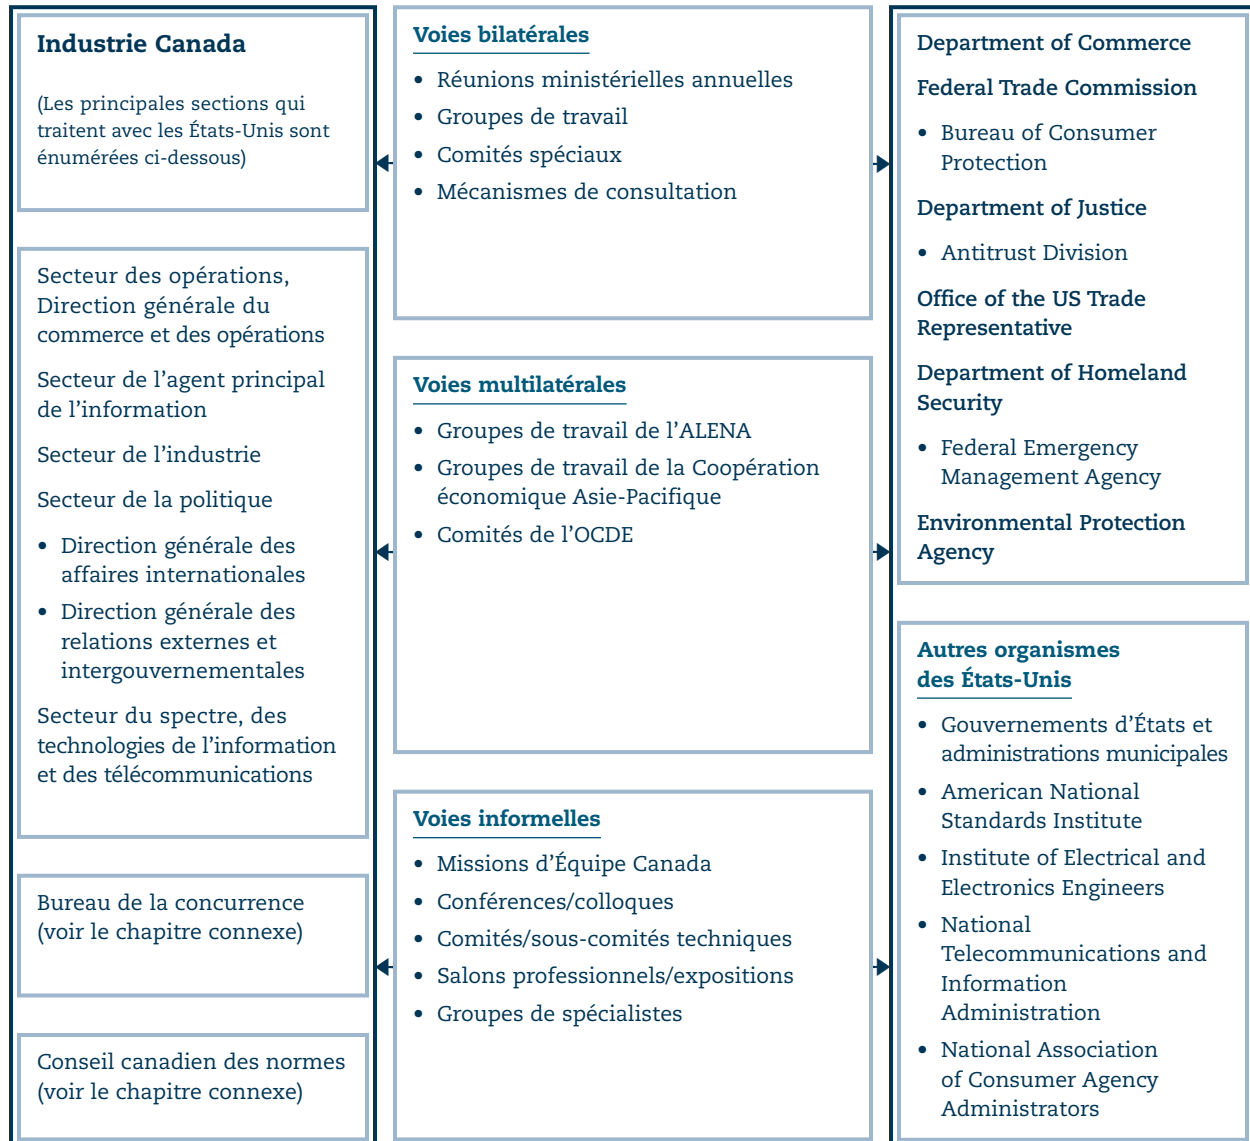 Industrie Canada
(Les principales sections qui
traitent avec les États-Unis sont
énumérées ci-dessous)
Secteur des opérations,
Direction générale du
commerce et des opérations
Secteur de l'agent principal
de l'information
Secteur de l'industrie
Secteur de la politique
• Direction générale des
affaires internationales
• Direction générale des
relations externes et
intergouvernementales
Secteur du spectre, des
technologies de l'information
et des télécommunications
Bureau de la concurrence
(voir le chapitre connexe)
Conseil canadien des normes
(voir le chapitre connexe)
Voies bilatérales
• Réunions ministérielles annuelles
• Groupes de travail
• Comités spéciaux
• Mécanismes de consultation
Voies multilatérales
• Groupes de travail de l'ALENA
• Groupes de travail de la Coopération
économique Asie-Pacifique
• Comités de l'OCDE
Voies informelles
• Missions d'Équipe Canada
• Conférences/colloques
• Comités/sous-comités techniques
• Salons professionnels/expositions
• Groupes de spécialistes
Department of Commerce
Federal Trade Commission
• Bureau of Consumer
Protection
Department of Justice
• Antitrust Division
Office of the US Trade
Representative
Department of Homeland
Security
• Federal Emergency
Management Agency
Environmental Protection
Agency
Autres organismes
des États-Unis
• Gouvernements d'États et
administrations municipales
• American National
Standards Institute
• Institute of Electrical and
Electronics Engineers
• National
Telecommunications and
Information
Administration
• National Association
of Consumer Agency
Administrators